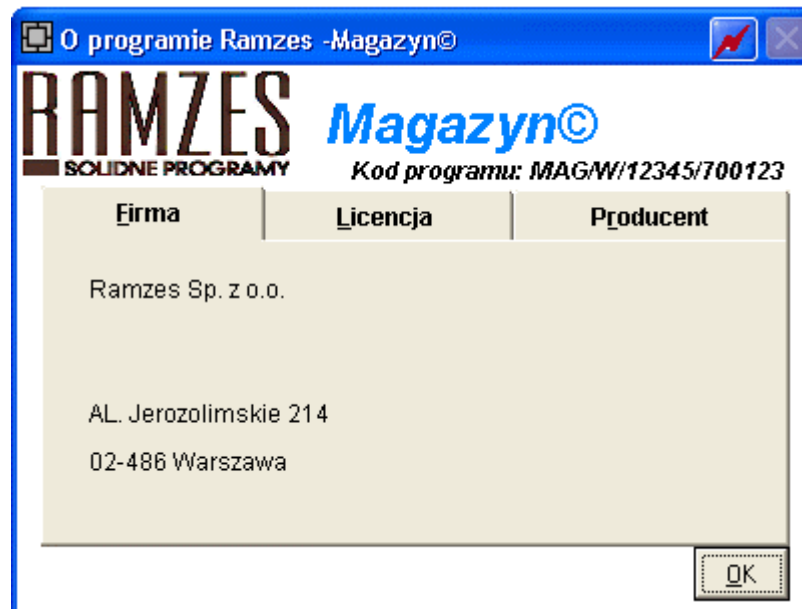 O programie Ramzes -Magazyn©
RAMZES
SOLIDNE PROGRAMY
Magazyn©
Kod programu: MAG/W/12345/700123
Firma
Licencja
Producent
Ramzes Sp. z o.o.
AL. Jerozolimskie 214
02-486 Warszawa
OK